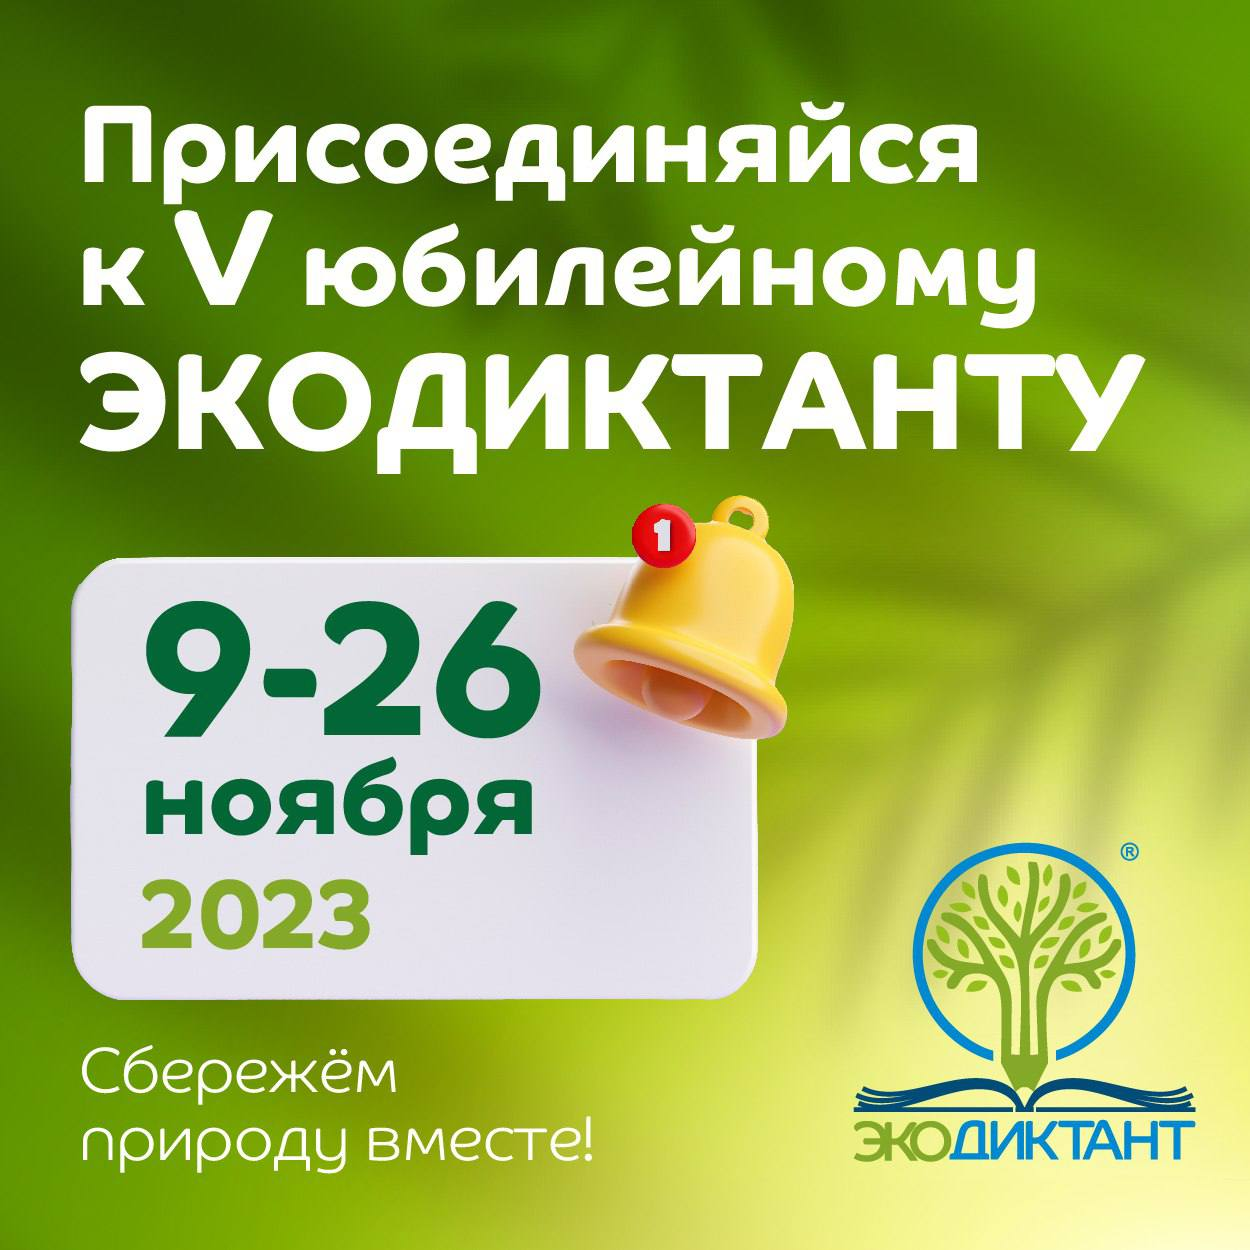 Присоединяйся
к V юбилейному
ЭКОДИКТАНТУ
1
9-26
ноября
2023
Сбережём
природу вместе!
®
ЭКОДИКТАНТ